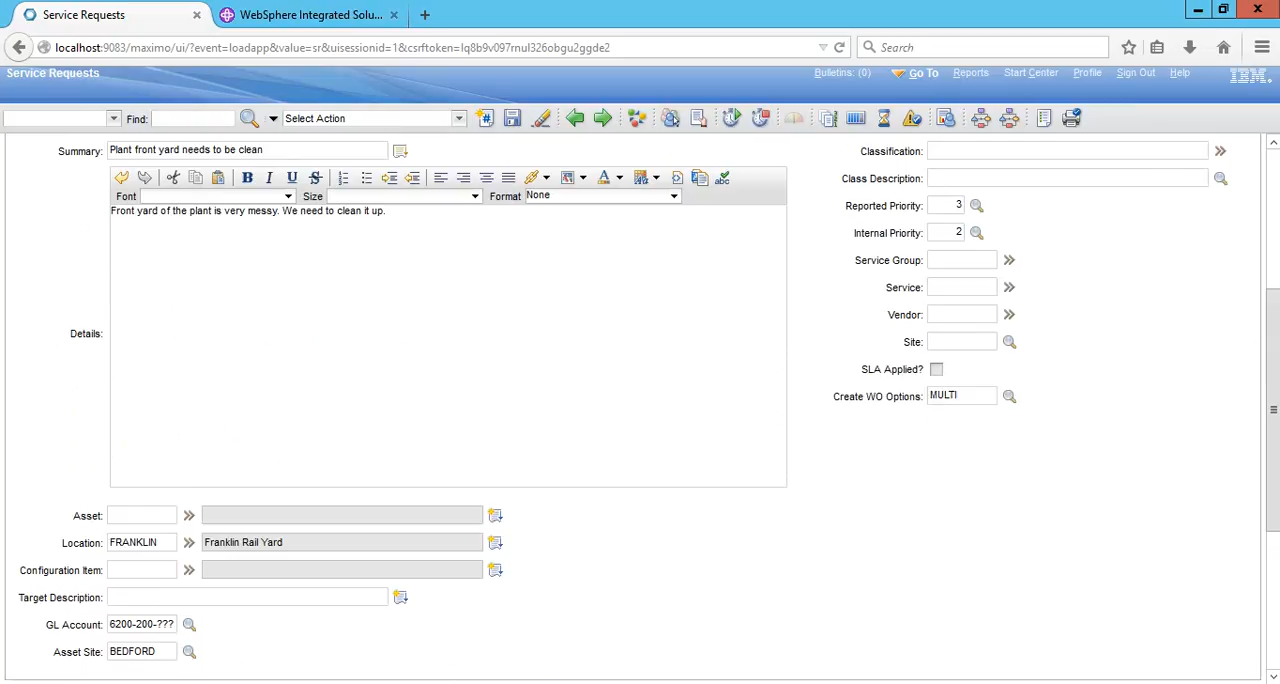 Service Requests
WebSphere Integrated Solu...
localhost:9083/maximo/ui/?event=loadapp&value=sr&uisessionid=1&csrftoken=lq8b9v097rnul326obgu2ggde2
Search
Service Requests
Bulletins: (0) Go To Reports Start Center Profile Sign Out Help
IBM.
Find: Select Action
Summary: Plant front yard needs to be clean
Font Size Format None
Details: Front yard of the plant is very messy. We need to clean it up.
Asset:
Location: FRANKLIN Franklin Rail Yard
Configuration Item:
Target Description:
GL Account: 6200-200-???
Asset Site: BEDFORD
Classification:
Class Description:
Reported Priority: 3
Internal Priority: 2
Service Group:
Service:
Vendor:
Site:
SLA Applied?
Create WO Options: MULTI